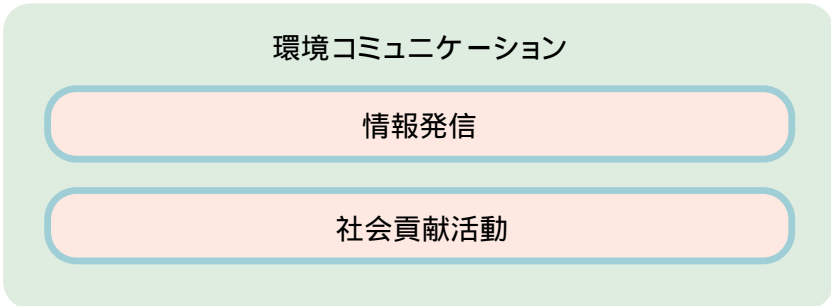 環境コミュニケーション
情報発信
社会貢献活動